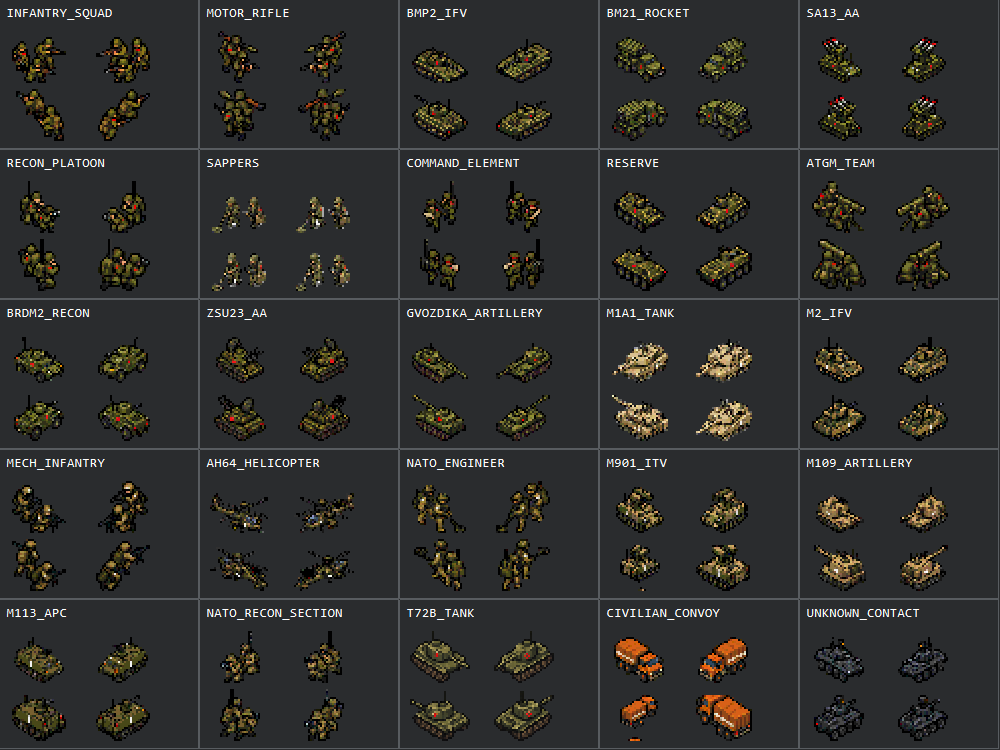 INFANTRY_SQUAD
MOTOR_RIFLE
BMP2_IFV
BM21_ROCKET
SA13_AA
RECON_PLATOON
SAPPERS
COMMAND_ELEMENT
RESERVE
ATGM_TEAM
BRDM2_RECON
ZSU23_AA
GVOZDIKA_ARTILLERY
M1A1_TANK
M2_IFV
MECH_INFANTRY
AH64_HELICOPTER
NATO_ENGINEER
M901_ITV
M109_ARTILLERY
M113_APC
NATO_RECON_SECTION
T72B_TANK
CIVILIAN_CONVOY
UNKNOWN_CONTACT